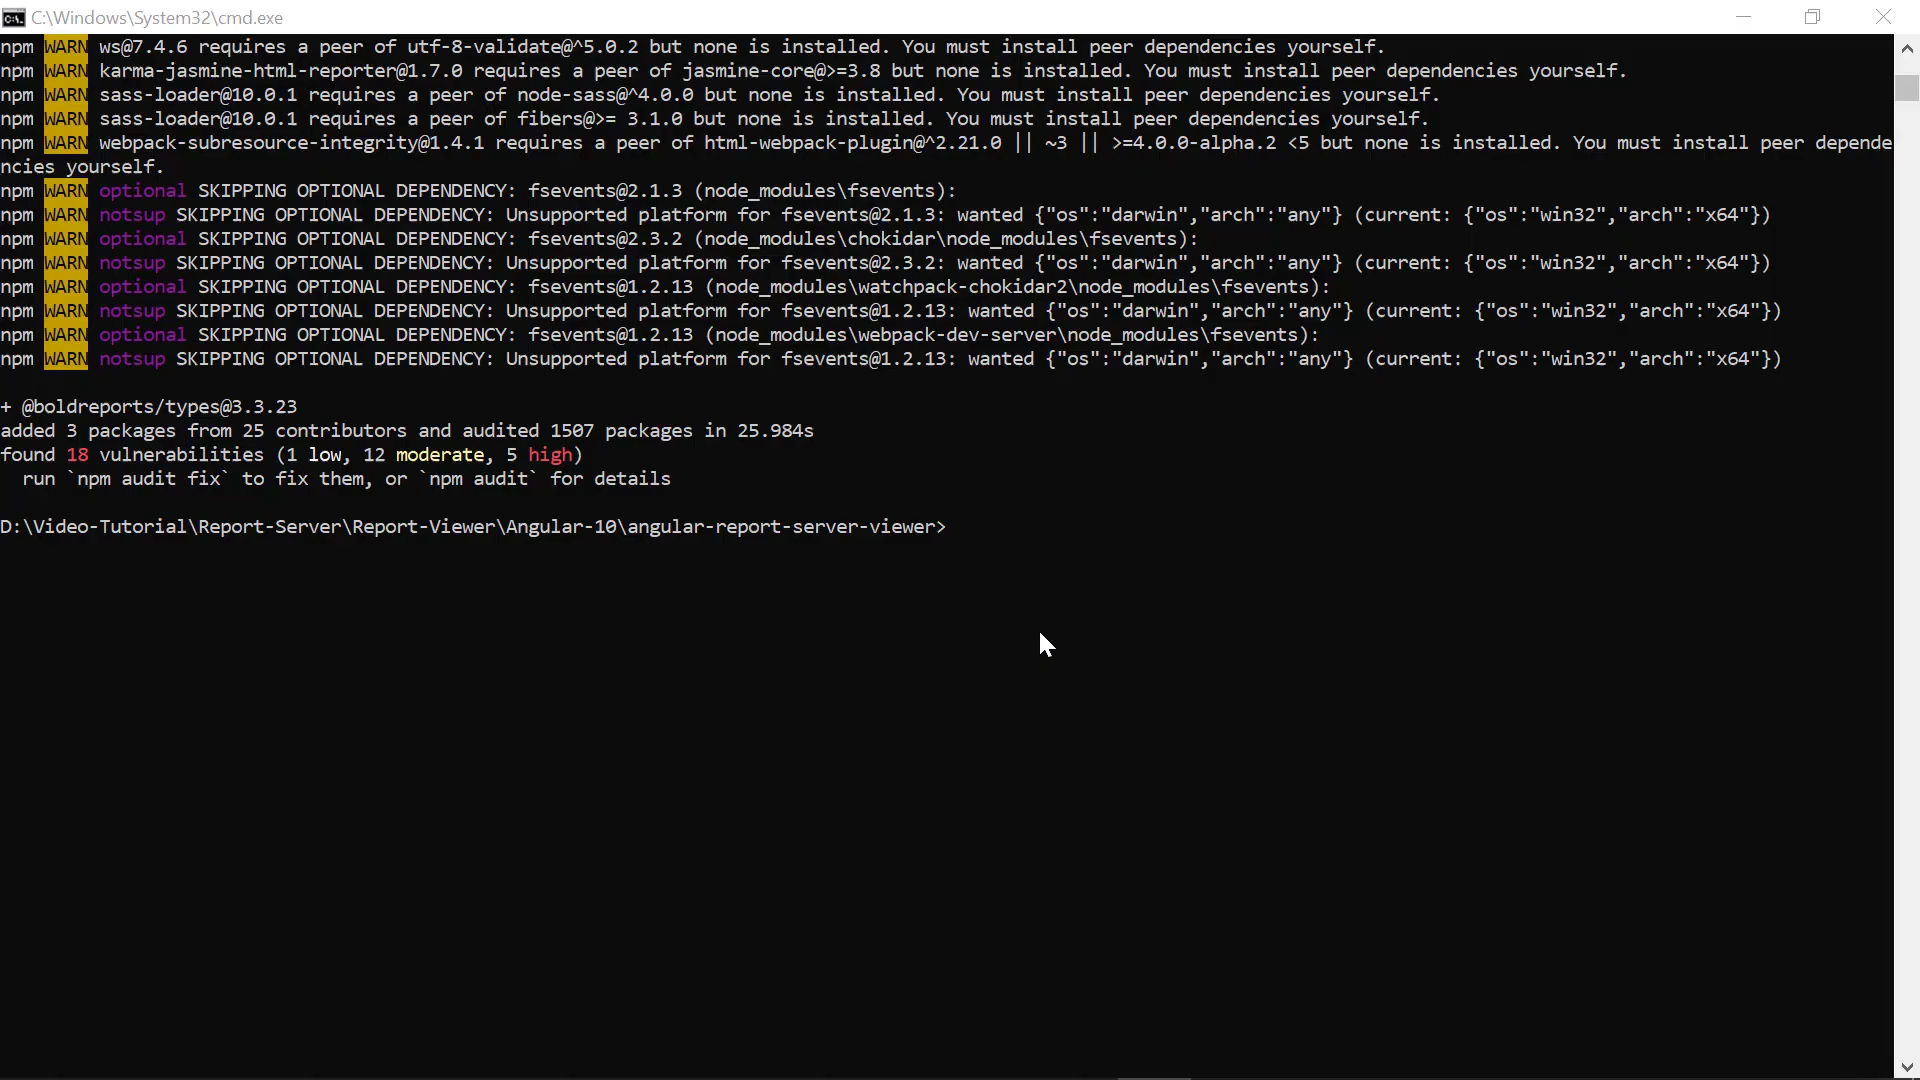 C:\Windows\System32\cmd.exe
npm WARN ws@7.4.6 requires a peer of utf-8-validate@^5.0.2 but none is installed. You must install peer dependencies yourself.
npm WARN karma-jasmine-html-reporter@1.7.0 requires a peer of jasmine-core@>=3.8 but none is installed. You must install peer dependencies yourself.
npm WARN sass-loader@10.0.1 requires a peer of node-sass@^4.0.0 but none is installed. You must install peer dependencies yourself.
npm WARN sass-loader@10.0.1 requires a peer of fibers@>= 3.1.0 but none is installed. You must install peer dependencies yourself.
npm WARN webpack-subresource-integrity@1.4.1 requires a peer of html-webpack-plugin@^2.21.0 || ~3 || >=4.0.0-alpha.2 <5 but none is installed. You must install peer depende
ncies yourself.
npm WARN optional SKIPPING OPTIONAL DEPENDENCY: fsevents@2.1.3 (node_modules\fsevents):
npm WARN notsup SKIPPING OPTIONAL DEPENDENCY: Unsupported platform for fsevents@2.1.3: wanted {"os":"darwin","arch":"any"} (current: {"os":"win32","arch":"x64"})
npm WARN optional SKIPPING OPTIONAL DEPENDENCY: fsevents@2.3.2 (node_modules\chokidar\node_modules\fsevents):
npm WARN notsup SKIPPING OPTIONAL DEPENDENCY: Unsupported platform for fsevents@2.3.2: wanted {"os":"darwin","arch":"any"} (current: {"os":"win32","arch":"x64"})
npm WARN optional SKIPPING OPTIONAL DEPENDENCY: fsevents@1.2.13 (node_modules\watchpack-chokidar2\node_modules\fsevents):
npm WARN notsup SKIPPING OPTIONAL DEPENDENCY: Unsupported platform for fsevents@1.2.13: wanted {"os":"darwin","arch":"any"} (current: {"os":"win32","arch":"x64"})
npm WARN optional SKIPPING OPTIONAL DEPENDENCY: fsevents@1.2.13 (node_modules\webpack-dev-server\node_modules\fsevents):
npm WARN notsup SKIPPING OPTIONAL DEPENDENCY: Unsupported platform for fsevents@1.2.13: wanted {"os":"darwin","arch":"any"} (current: {"os":"win32","arch":"x64"})
+ @boldreports/types@3.3.23
added 3 packages from 25 contributors and audited 1507 packages in 25.984s
found 18 vulnerabilities (1 low, 12 moderate, 5 high)
run `npm audit fix` to fix them, or `npm audit` for details
D:\Video-Tutorial\Report-Server\Report-Viewer\Angular-10\angular-report-server-viewer>